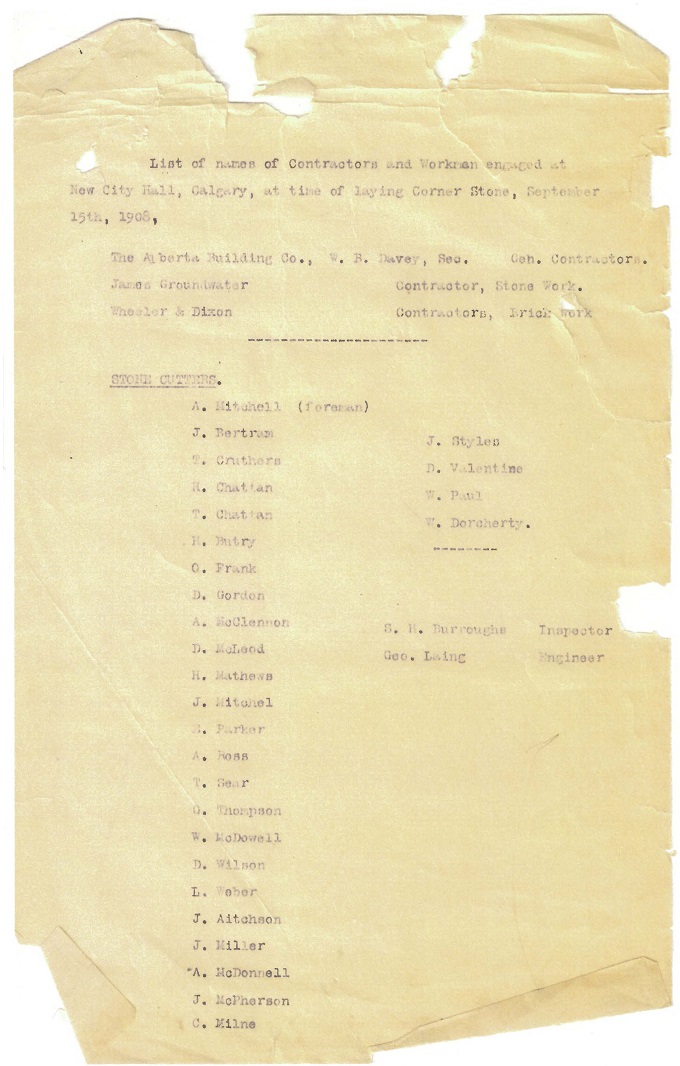 List of names of Contractors and Workman engaged at
New City Hall, Calgary, at time of laying Corner Stone, September
15th, 1908,
The Alberta Building Co., W. B. Davey, Sec. Geh. Contractors.
James Groundwater Contractor, Stone Work.
Wheeler & Dixon Contractors, Brick Work
--------------------------
STONE CUTTERS.
A. Mitchell (foreman)
J. Bertram
T. Cruthers
H. Chattan
T. Chattan
H. Butry
O. Frank
D. Gordon
A. McClennon
D. McLeod
H. Mathews
J. Mitchel
S. Parker
A. Ross
T. Sear
G. Thompson
W. McDowell
D. Wilson
L. Weber
J. Aitcheson
J. Miller
A. McDonnell
J. McPherson
C. Milne
J. Styles
D. Valentine
W. Paul
W. Dorcherty.
---------
S. H. Burroughs Inspector
Geo. Laing Engineer